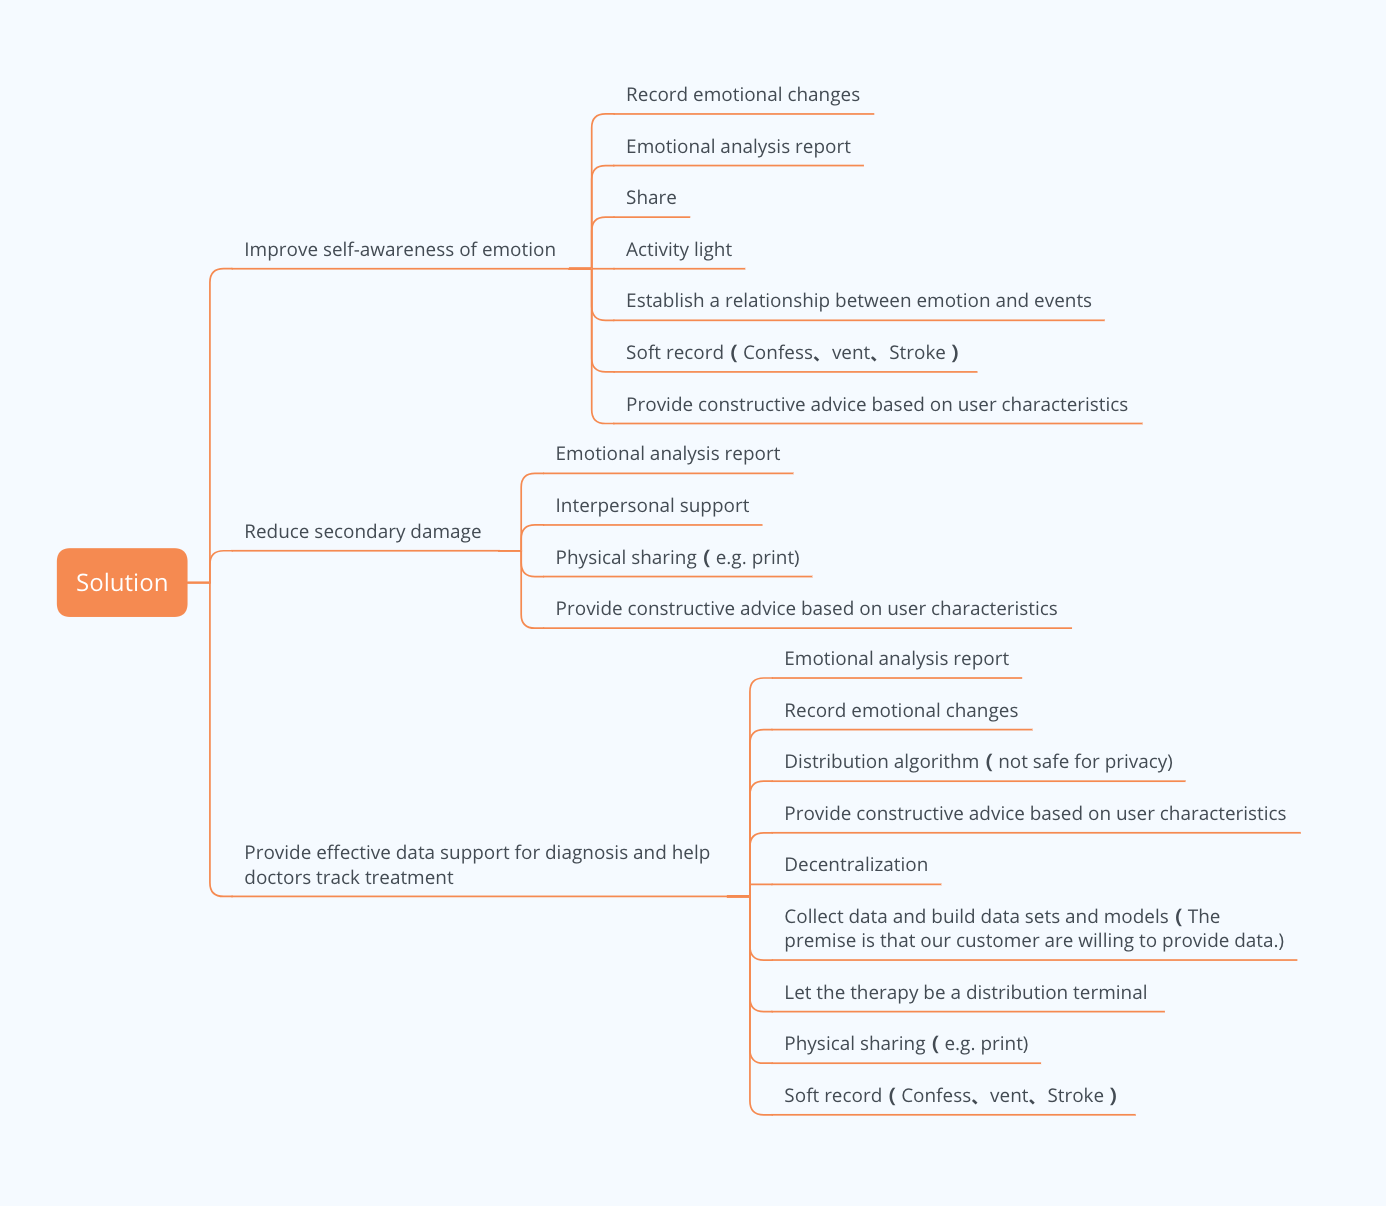 Solution
Improve self-awareness of emotion
Record emotional changes
Emotional analysis report
Share
Activity light
Establish a relationship between emotion and events
Soft record（Confess、vent、Stroke）
Provide constructive advice based on user characteristics
Reduce secondary damage
Emotional analysis report
Interpersonal support
Physical sharing（e.g. print)
Provide constructive advice based on user characteristics
Provide effective data support for diagnosis and help
doctors track treatment
Emotional analysis report
Record emotional changes
Distribution algorithm（not safe for privacy)
Provide constructive advice based on user characteristics
Decentralization
Collect data and build data sets and models（The
premise is that our customer are willing to provide data.)
Let the therapy be a distribution terminal
Physical sharing（e.g. print)
Soft record（Confess、vent、Stroke）